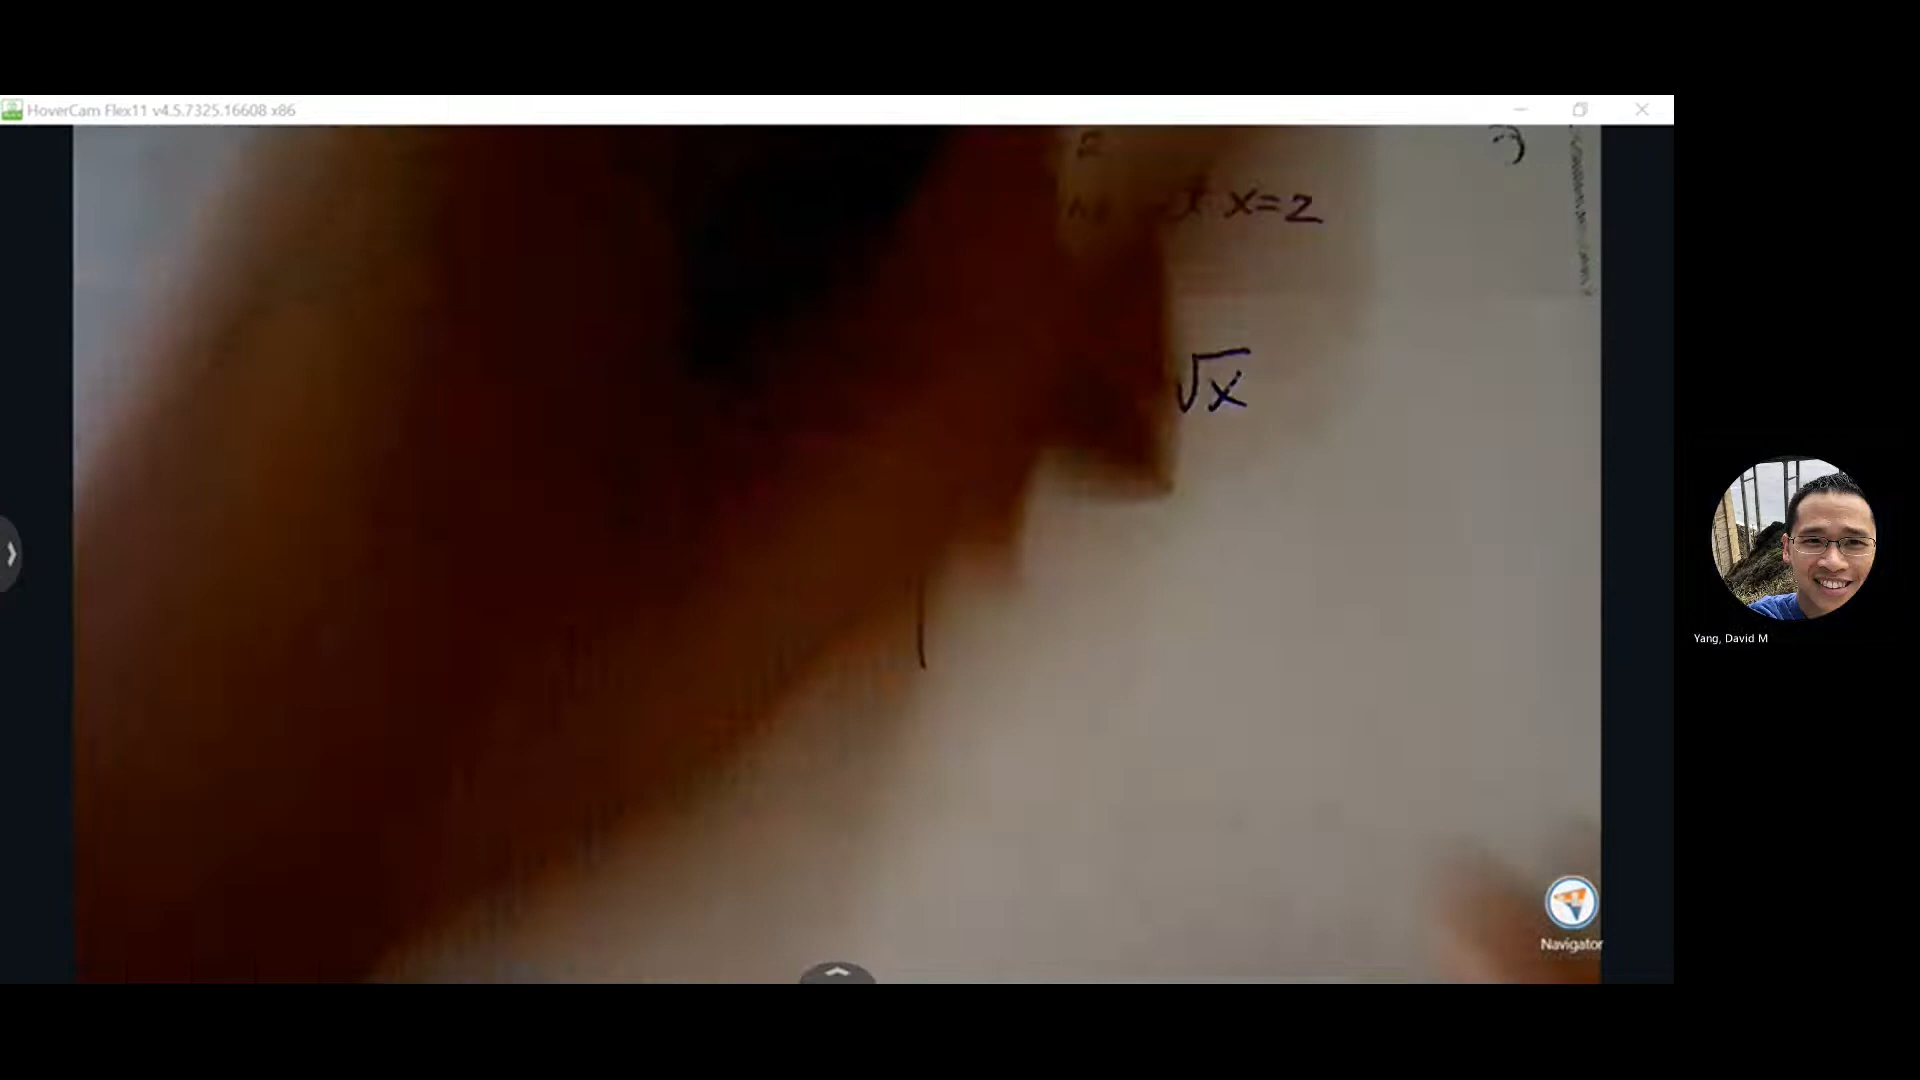 HoverCam Flex11 v4.5.7325.16608 x86
x=2
√x
Yang, David M
Navigator